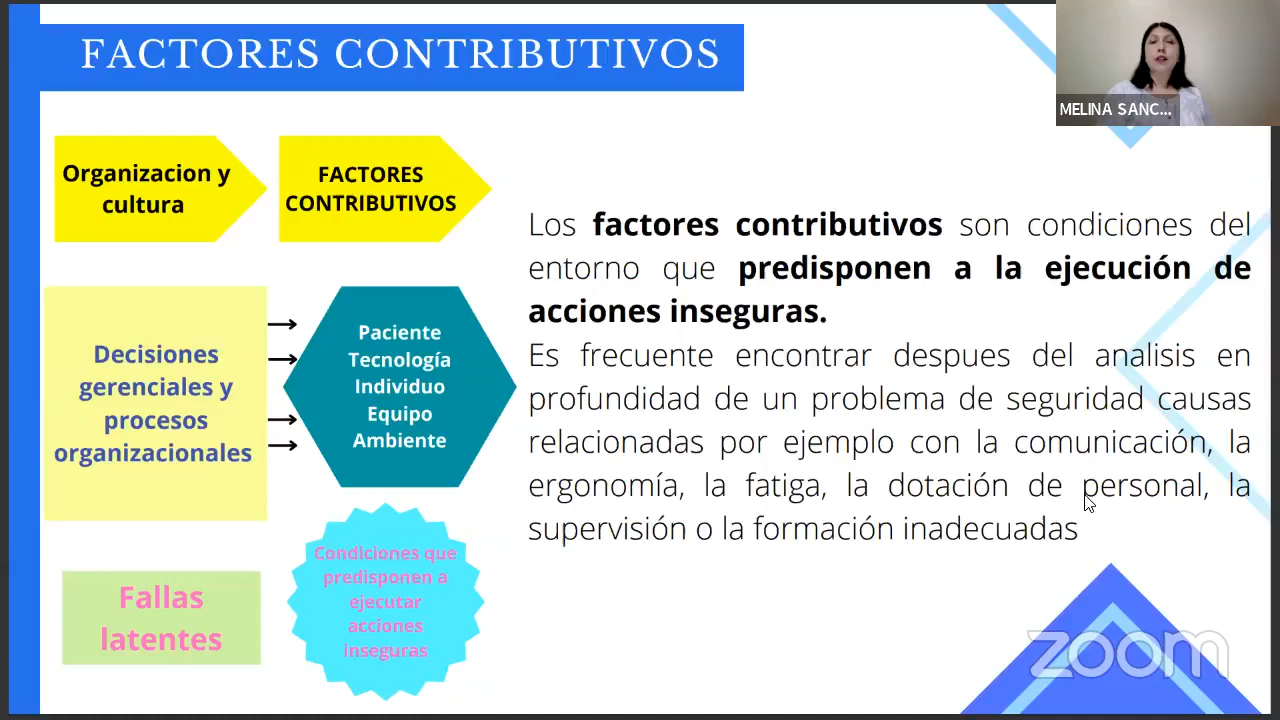 FACTORES CONTRIBUTIVOS
MELINA SANC...
Organizacion y
cultura
FACTORES
CONTRIBUTIVOS
Decisiones
gerenciales y
procesos
organizacionales
Paciente
Tecnología
Individuo
Equipo
Ambiente
Fallas
latentes
Condiciones que
predisponen a
ejecutar
acciones
inseguras
Los factores contributivos son condiciones del
entorno que predisponen a la ejecución de
acciones inseguras.
Es frecuente encontrar despues del analisis en
profundidad de un problema de seguridad causas
relacionadas por ejemplo con la comunicación, la
ergonomía, la fatiga, la dotación de personal, la
supervisión o la formación inadecuadas
zoom